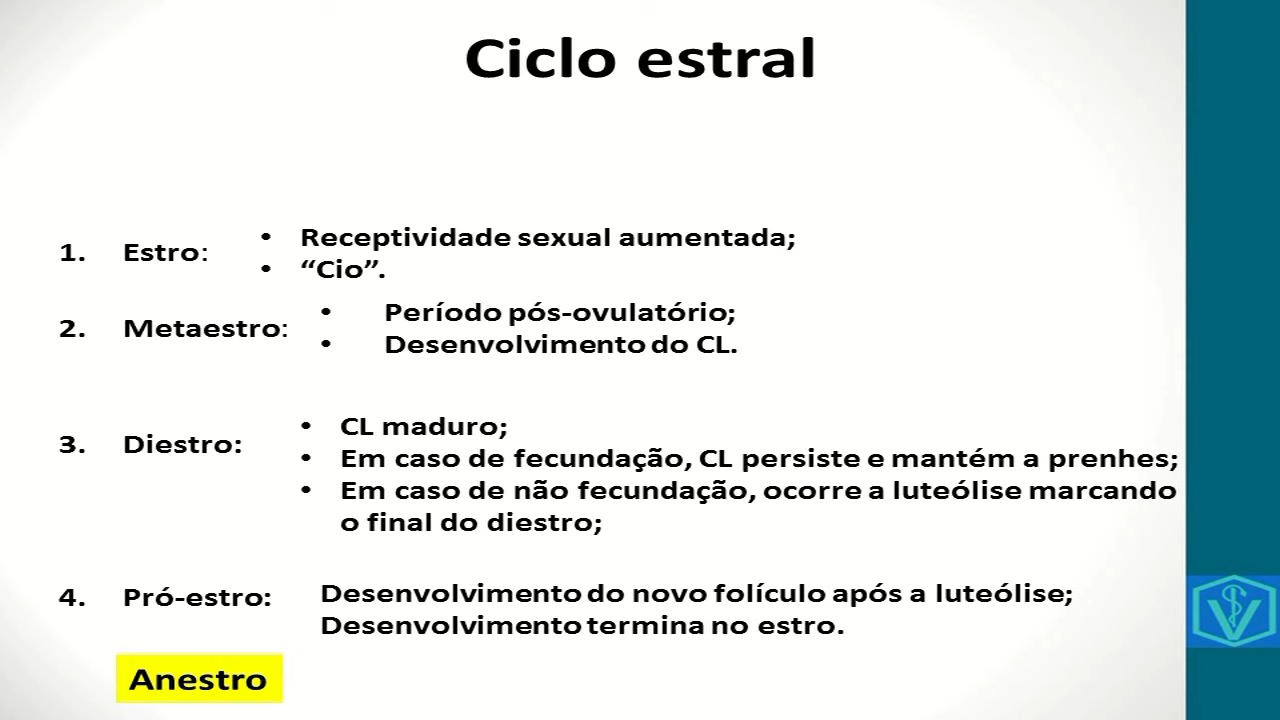 Ciclo estral
1. Estro:
• Receptividade sexual aumentada;
• “Cio”.
2. Metaestro:
• Período pós-ovulatório;
• Desenvolvimento do CL.
3. Diestro:
• CL maduro;
• Em caso de fecundação, CL persiste e mantém a prenhes;
• Em caso de não fecundação, ocorre a luteólise marcando
o final do diestro;
4. Pró-estro:
Desenvolvimento do novo folículo após a luteólise;
Desenvolvimento termina no estro.
Anestro
V